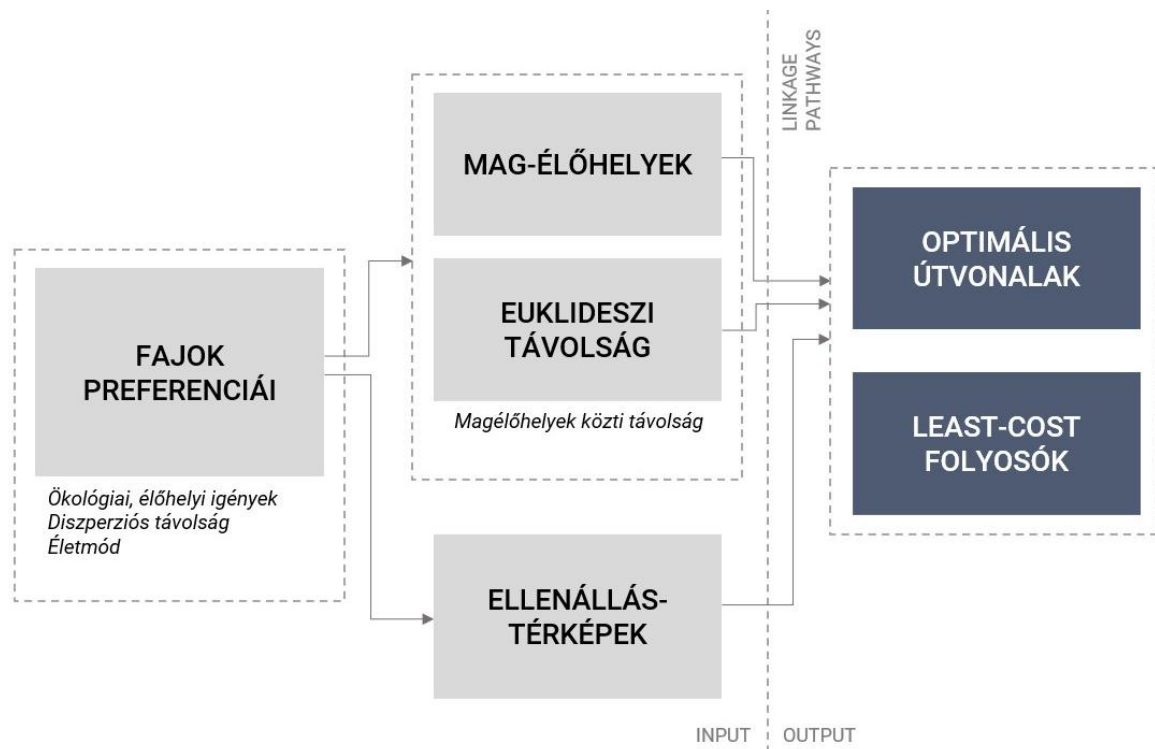 FAJOK
PREFERENCIÁI
Ökológiai, élőhelyi igények
Diszperziós távolság
Életmód
MAG-ÉLŐHELYEK
EUKLIDESZI
TÁVOLSÁG
Magélőhelyek közti távolság
ELLENÁLLÁS-
TÉRKÉPEK
LINKAGE
PATHWAYS
OPTIMÁLIS
ÚTVONALAK
LEAST-COST
FOLYOSÓK
INPUT
OUTPUT